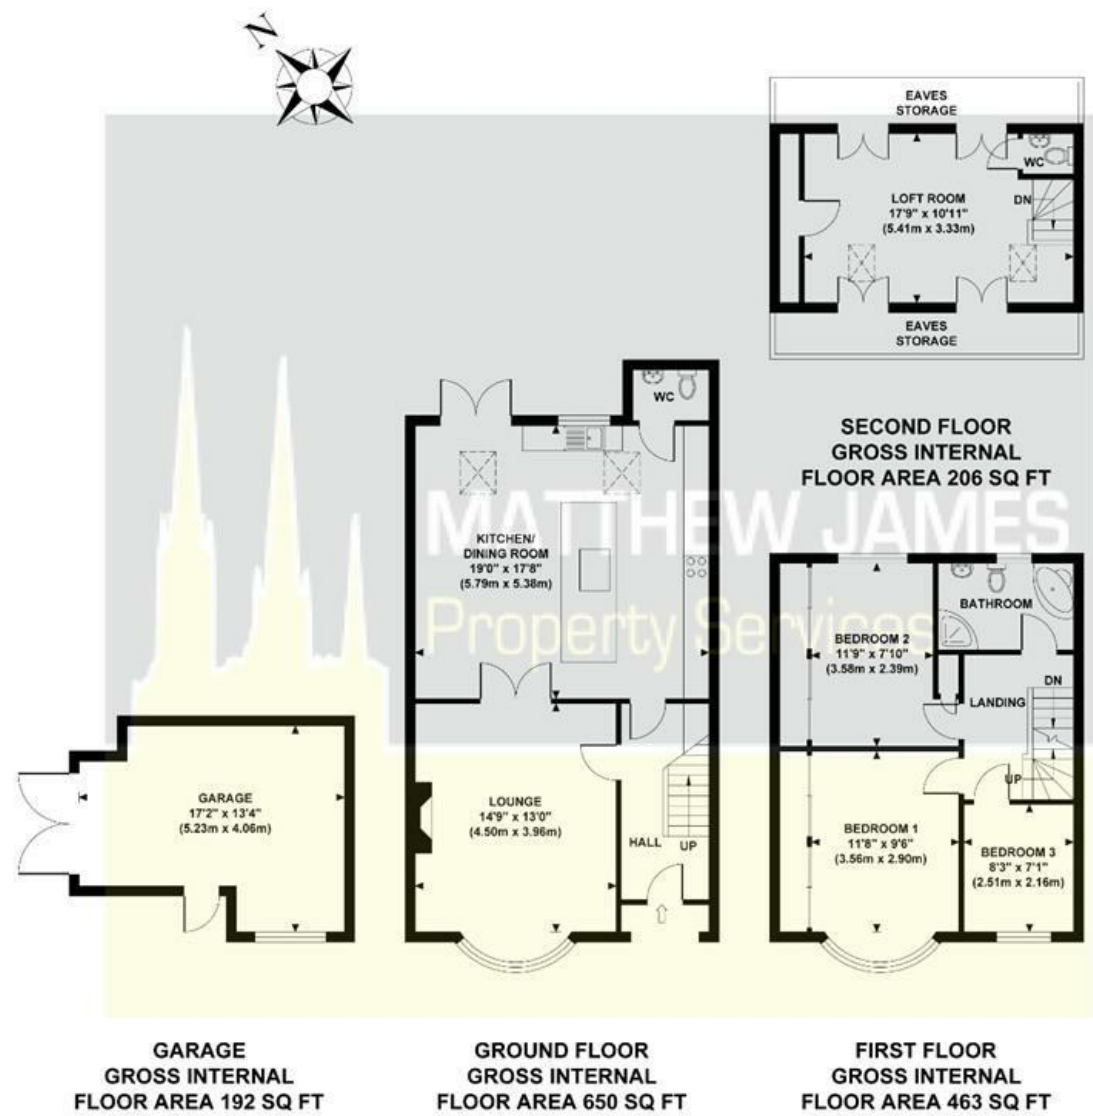 N
EAVES
STORAGE
WC
DN
LOFT ROOM
17'9" x 10'11"
(5.41m x 3.33m)
EAVES
STORAGE
SECOND FLOOR
GROSS INTERNAL
FLOOR AREA 206 SQ FT
MATTHEW JAMES
Property Services
WC
KITCHEN/
DINING ROOM
19'0" x 17'8"
(5.79m x 5.38m)
LOUNGE
14'9" x 13'0"
(4.50m x 3.96m)
HALL
UP
GARAGE
17'2" x 13'4"
(5.23m x 4.06m)
BATHROOM
BEDROOM 2
11'9" x 7'10"
(3.58m x 2.39m)
DN
LANDING
UP
BEDROOM 1
11'8" x 9'6"
(3.56m x 2.90m)
BEDROOM 3
8'3" x 7'1"
(2.51m x 2.16m)
GARAGE
GROSS INTERNAL
FLOOR AREA 192 SQ FT
GROUND FLOOR
GROSS INTERNAL
FLOOR AREA 650 SQ FT
FIRST FLOOR
GROSS INTERNAL
FLOOR AREA 463 SQ FT